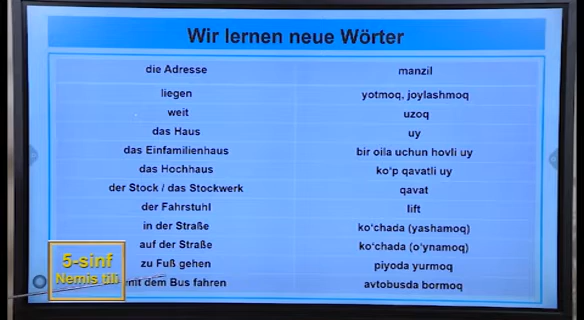 Wir lernen neue Wörter
die Adresse manzil
liegen yotmoq, joylashmoq
weit uzoq
das Haus uy
das Einfamilienhaus bir oila uchun hovli uy
das Hochhaus ko‘p qavatli uy
der Stock / das Stockwerk qavat
der Fahrstuhl lift
in der Straße ko‘chada (yashamoq)
auf der Straße ko‘chada (o‘ynamoq)
zu Fuß gehen piyoda yurmoq
mit dem Bus fahren avtobusda bormoq
5-sinf
Nemis tili